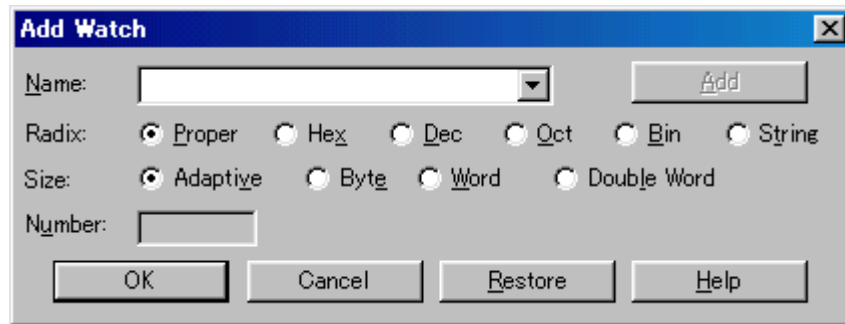 Add Watch
Name: Add
Radix: Proper Hex Dec Oct Bin String
Size: Adaptive Byte Word Double Word
Number:
OK Cancel Restore Help